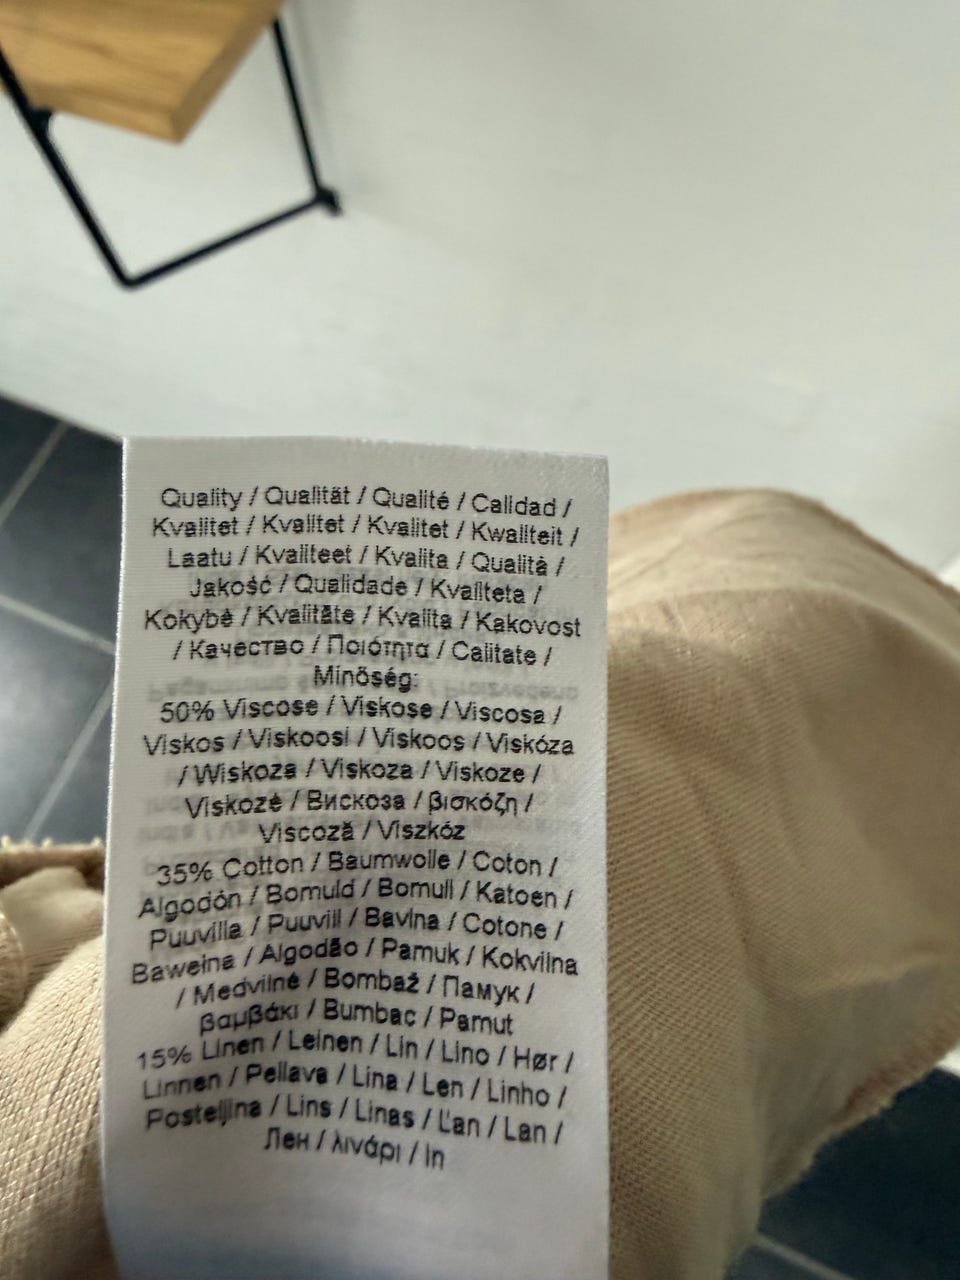 Quality / Qualität / Qualité / Calidad /
Kvalitet / Kvalitet / Kvalitet / Kwaliteit /
Laatu / Kvaliteet / Kvalita / Qualità /
Jakość / Qualidade / Kvaliteta /
Kokybė / Kvalitāte / Kvalita / Kakovost
/ Качество / Ποιότητα / Calitate /
Minőség:
50% Viscose / Viskose / Viscosa /
Viskos / Viskoosi / Viskoos / Viskóza
/ Wiskoza / Viskoza / Viskoze /
Viskozė / Вискоза / βισκόζη /
Viscoză / Viszkóz
35% Cotton / Baumwolle / Coton /
Algodón / Bomuld / Bomull / Katoen /
Puuvilla / Puuvill / Bavlna / Cotone /
Bawełna / Algodão / Pamuk / Kokvilna
/ Medvilnė / Bombaž / Памук /
βαμβάκι / Bumbac / Pamut
15% Linen / Leinen / Lin / Lino / Hør /
Linnen / Pellava / Lina / Len / Linho /
Posteljina / Lins / Linas / Ľan / Lan /
Лен / λινάρι / In